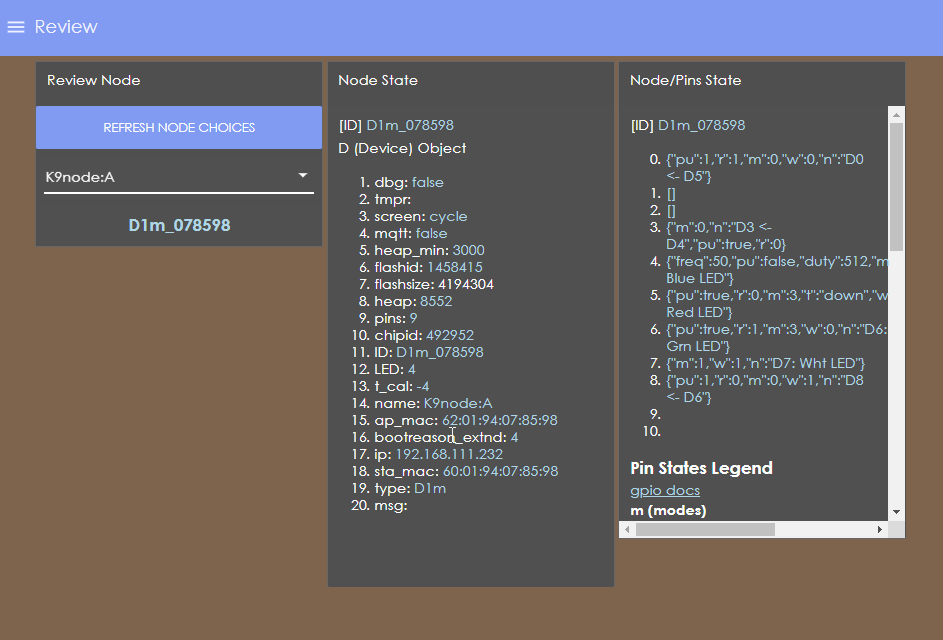 Review
Review Node
REFRESH NODE CHOICES
K9node:A
D1m_078598
Node State
[ID] D1m_078598
D (Device) Object
1. dbg: false
2. tmpr:
3. screen: cycle
4. mqtt: false
5. heap_min: 3000
6. flashid: 1458415
7. flashsize: 4194304
8. heap: 8552
9. pins: 9
10. chipid: 492952
11. ID: D1m_078598
12. LED: 4
13. t_cal: -4
14. name: K9node:A
15. ap_mac: 62:01:94:07:85:98
16. bootreason_extnd: 4
17. ip: 192.168.111.232
18. sta_mac: 60:01:94:07:85:98
19. type: D1m
20. msg:
Node/Pins State
[ID] D1m_078598
0. {"pu":1,"r":1,"m":0,"w":0,"n":"D0
<- D5"}
1. []
2. []
3. {"m":0,"n":"D3 <-
D4","pu":true,"r":0}
4. {"freq":50,"pu":false,"duty":512,"m
Blue LED"}
5. {"pu":true,"r":0,"m":3,"t":"down","w
Red LED"}
6. {"pu":true,"r":1,"m":3,"w":0,"n":"D6:
Grn LED"}
7. {"m":1,"w":1,"n":"D7: Wht LED"}
8. {"pu":1,"r":0,"m":0,"w":1,"n":"D8
<- D6"}
9.
10.
Pin States Legend
gpio docs
m (modes)